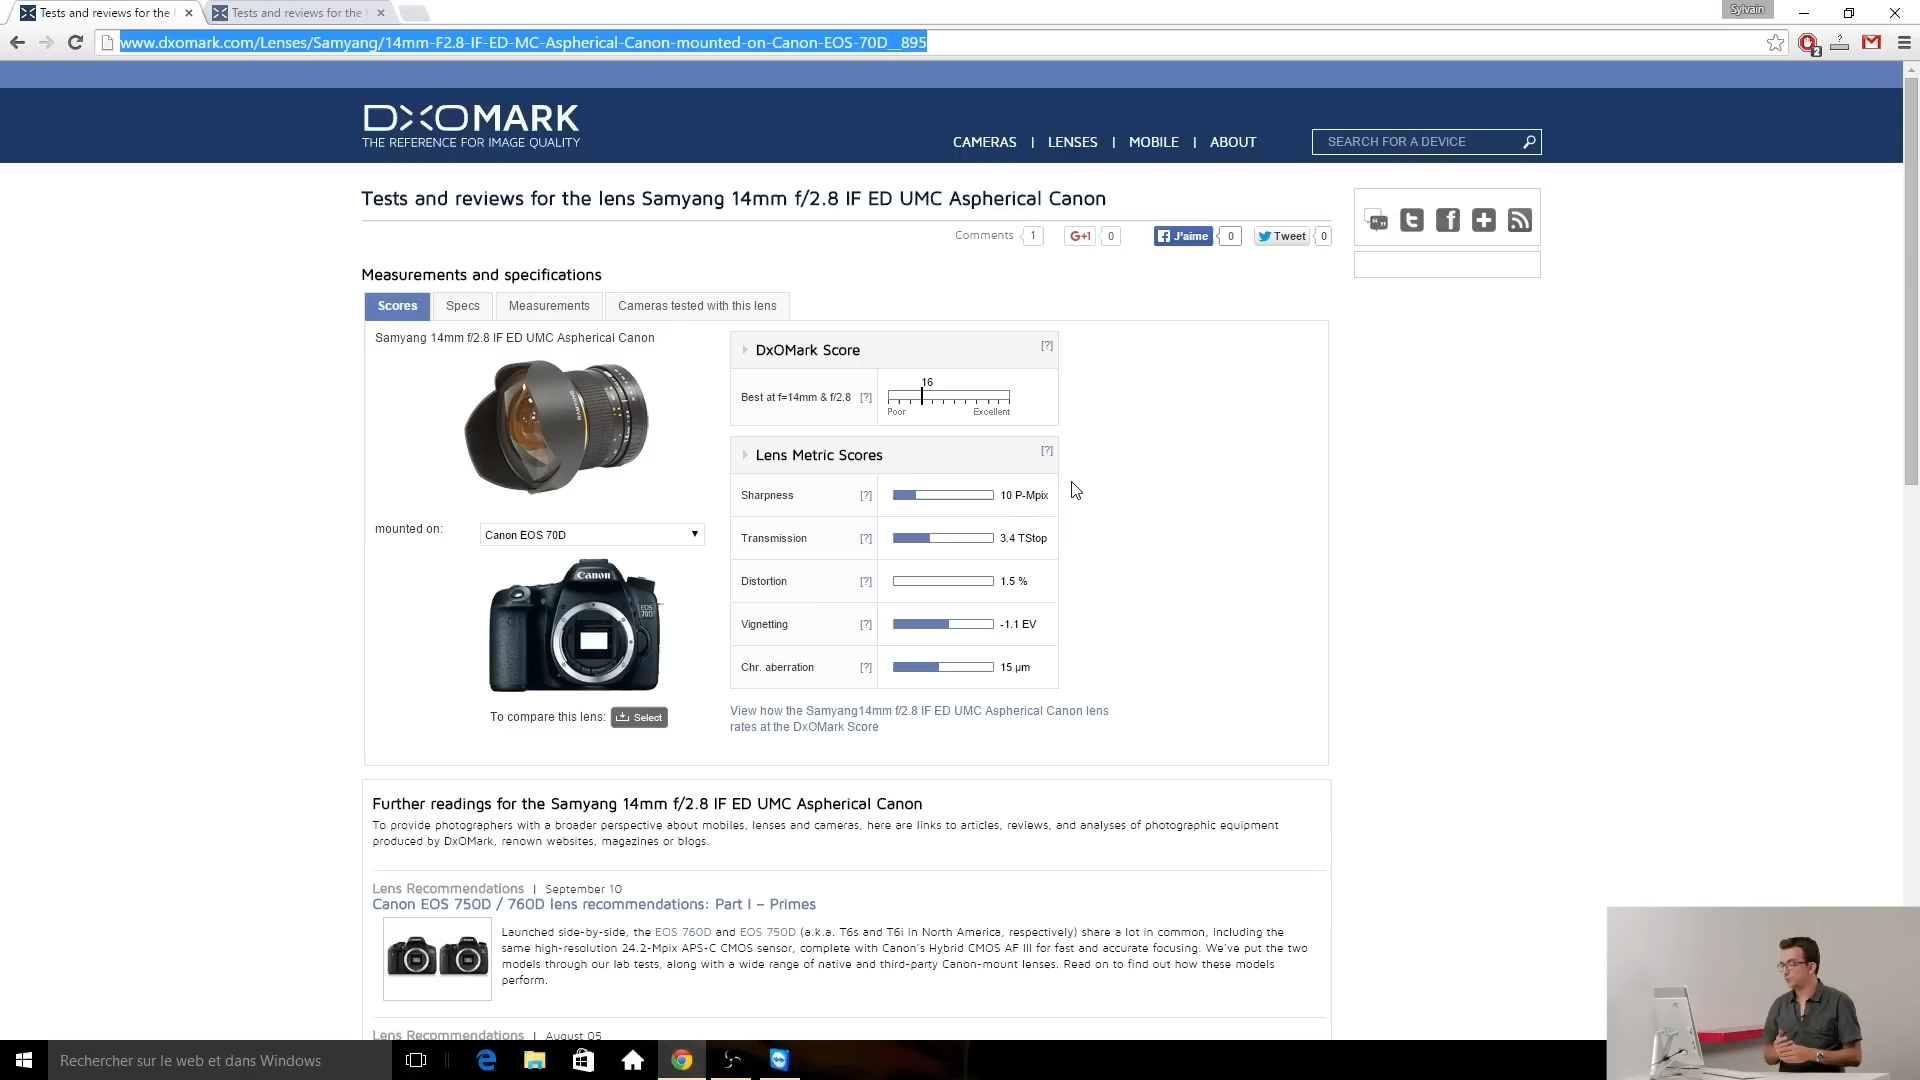 Tests and reviews for the
Tests and reviews for the
Sylvain
www.dxomark.com/Lenses/Samyang/14mm-F2.8-IF-ED-MC-Aspherical-Canon-mounted-on-Canon-EOS-70D__895
2
DXOMARK
THE REFERENCE FOR IMAGE QUALITY
CAMERAS | LENSES | MOBILE | ABOUT
SEARCH FOR A DEVICE
Tests and reviews for the lens Samyang 14mm f/2.8 IF ED UMC Aspherical Canon
Comments 1 G+1 0 J'aime 0 Tweet 0
Measurements and specifications
Scores Specs Measurements Cameras tested with this lens
Samyang 14mm f/2.8 IF ED UMC Aspherical Canon
SAMYANG
mounted on: Canon EOS 70D
Canon
EOS
70D
To compare this lens: Select
DxOMark Score [?]
Best at f=14mm & f/2.8 [?] 16
Poor Excellent
Lens Metric Scores [?]
Sharpness [?] 10 P-Mpix
Transmission [?] 3.4 TStop
Distortion [?] 1.5 %
Vignetting [?] -1.1 EV
Chr. aberration [?] 15 µm
View how the Samyang14mm f/2.8 IF ED UMC Aspherical Canon lens
rates at the DxOMark Score
Further readings for the Samyang 14mm f/2.8 IF ED UMC Aspherical Canon
To provide photographers with a broader perspective about mobiles, lenses and cameras, here are links to articles, reviews, and analyses of photographic equipment
produced by DxOMark, renown websites, magazines or blogs.
Lens Recommendations | September 10
Canon EOS 750D / 760D lens recommendations: Part I – Primes
Launched side-by-side, the EOS 760D and EOS 750D (a.k.a. T6s and T6i in North America, respectively) share a lot in common, including the
same high-resolution 24.2-Mpix APS-C CMOS sensor, complete with Canon's Hybrid CMOS AF III for fast and accurate focusing. We've put the two
models through our lab tests, along with a wide range of native and third-party Canon-mount lenses. Read on to find out how these models
perform.
Lens Recommendations | August 05
Rechercher sur le web et dans Windows